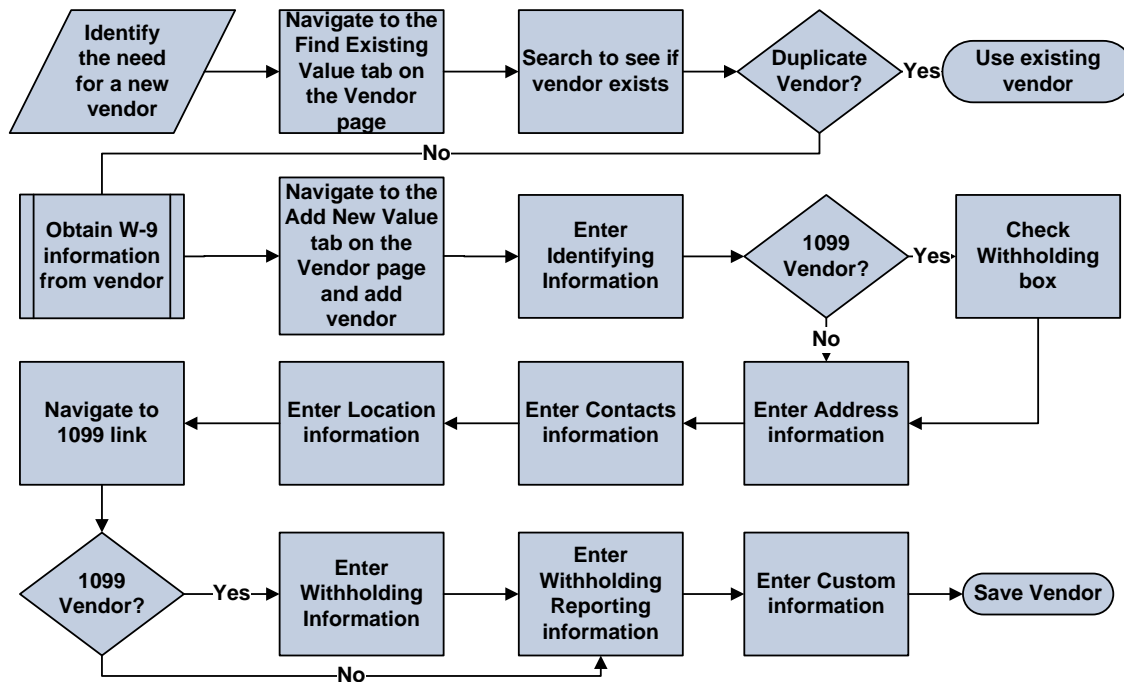 Identify
the need
for a new
vendor
Navigate to the
Find Existing
Value tab on
the Vendor
page
Search to see if
vendor exists
Duplicate
Vendor?
Yes
Use existing
vendor
No
Obtain W-9
information
from vendor
Navigate to the
Add New Value
tab on the
Vendor page
and add
vendor
Enter
Identifying
Information
1099
Vendor?
Yes
Check
Withholding
box
No
Navigate to
1099 link
Enter Location
information
Enter Contacts
information
Enter Address
information
1099
Vendor?
Yes
Enter
Withholding
Information
Enter
Withholding
Reporting
information
Enter Custom
information
Save Vendor
No